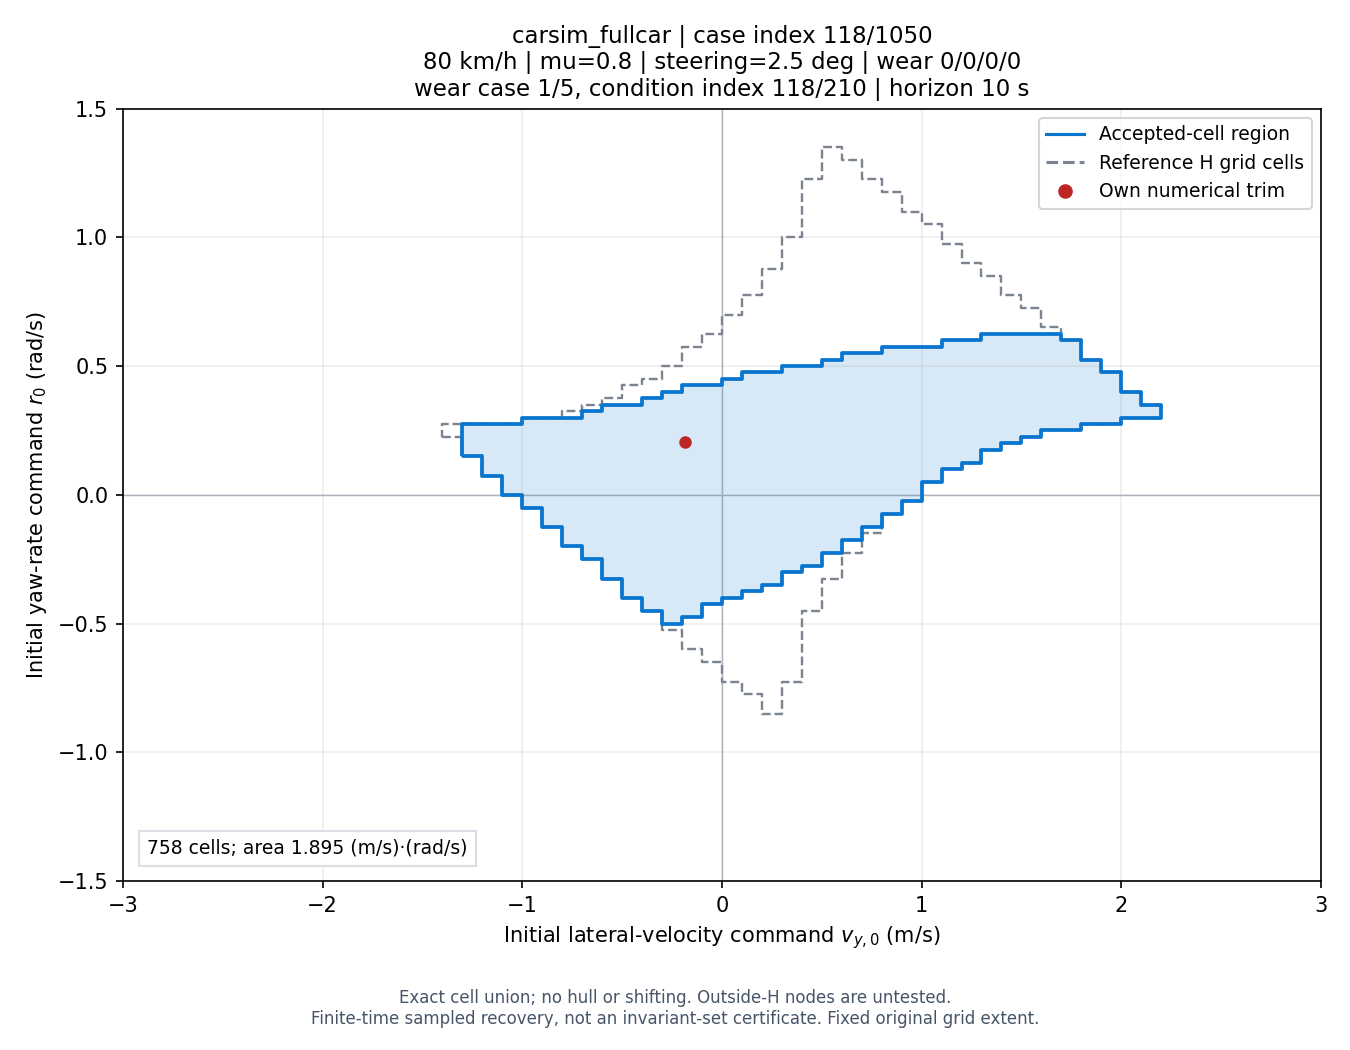 carsim_fullcar | case index 118/1050
80 km/h | mu=0.8 | steering=2.5 deg | wear 0/0/0/0
wear case 1/5, condition index 118/210 | horizon 10 s
Accepted-cell region
Reference H grid cells
Own numerical trim
Initial yaw-rate command r₀ (rad/s)
1.5
1.0
0.5
0.0
−0.5
−1.0
−1.5
758 cells; area 1.895 (m/s)·(rad/s)
−3 −2 −1 0 1 2 3
Initial lateral-velocity command v_{y,0} (m/s)
Exact cell union; no hull or shifting. Outside-H nodes are untested.
Finite-time sampled recovery, not an invariant-set certificate. Fixed original grid extent.